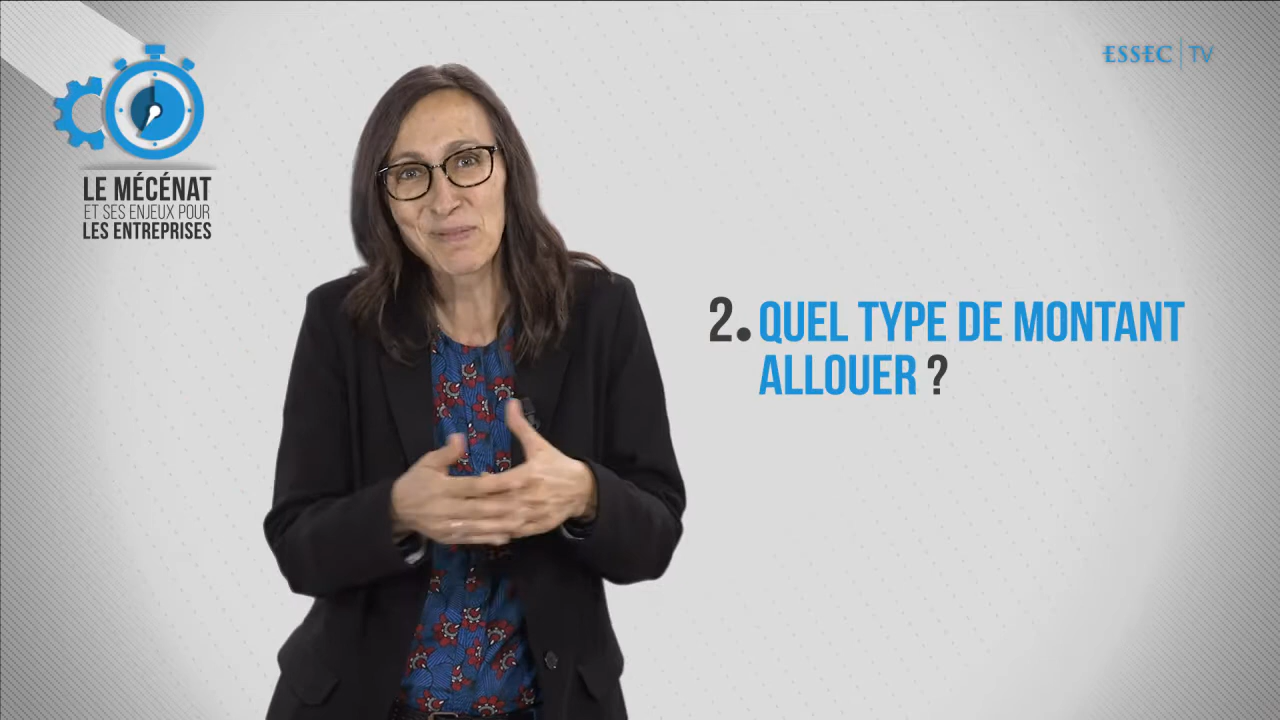 ESSEC | TV
LE MÉCÉNAT
ET SES ENJEUX POUR
LES ENTREPRISES
2. QUEL TYPE DE MONTANT
ALLOUER ?